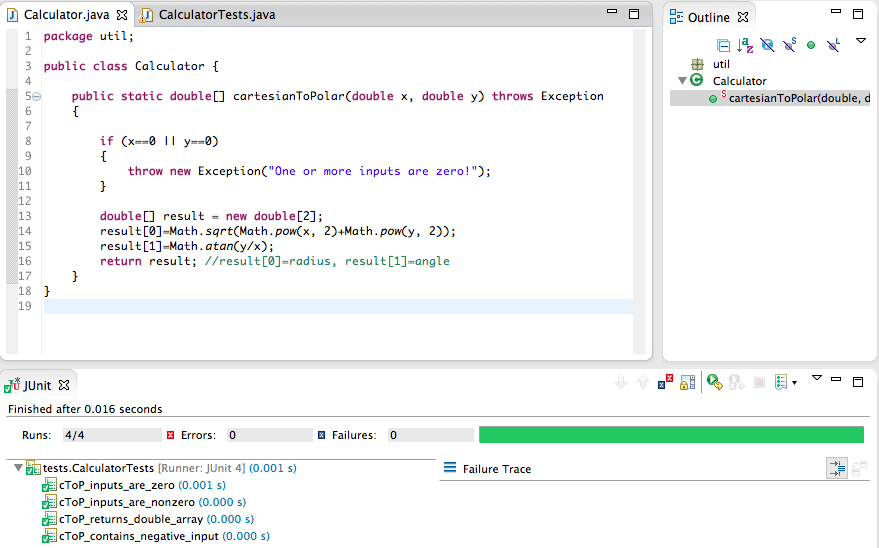 Calculator.java
CalculatorTests.java
1 package util;
2
3 public class Calculator {
4
5 public static double[] cartesianToPolar(double x, double y) throws Exception
6 {
7
8 if (x==0 || y==0)
9 {
10 throw new Exception("One or more inputs are zero!");
11 }
12
13 double[] result = new double[2];
14 result[0]=Math.sqrt(Math.pow(x, 2)+Math.pow(y, 2));
15 result[1]=Math.atan(y/x);
16 return result; //result[0]=radius, result[1]=angle
17 }
18 }
19
Outline
util
Calculator
cartesianToPolar(double, d
JUnit
Finished after 0.016 seconds
Runs: 4/4 Errors: 0 Failures: 0
tests.CalculatorTests [Runner: JUnit 4] (0.001 s)
cToP_inputs_are_zero (0.001 s)
cToP_inputs_are_nonzero (0.000 s)
cToP_returns_double_array (0.000 s)
cToP_contains_negative_input (0.000 s)
Failure Trace